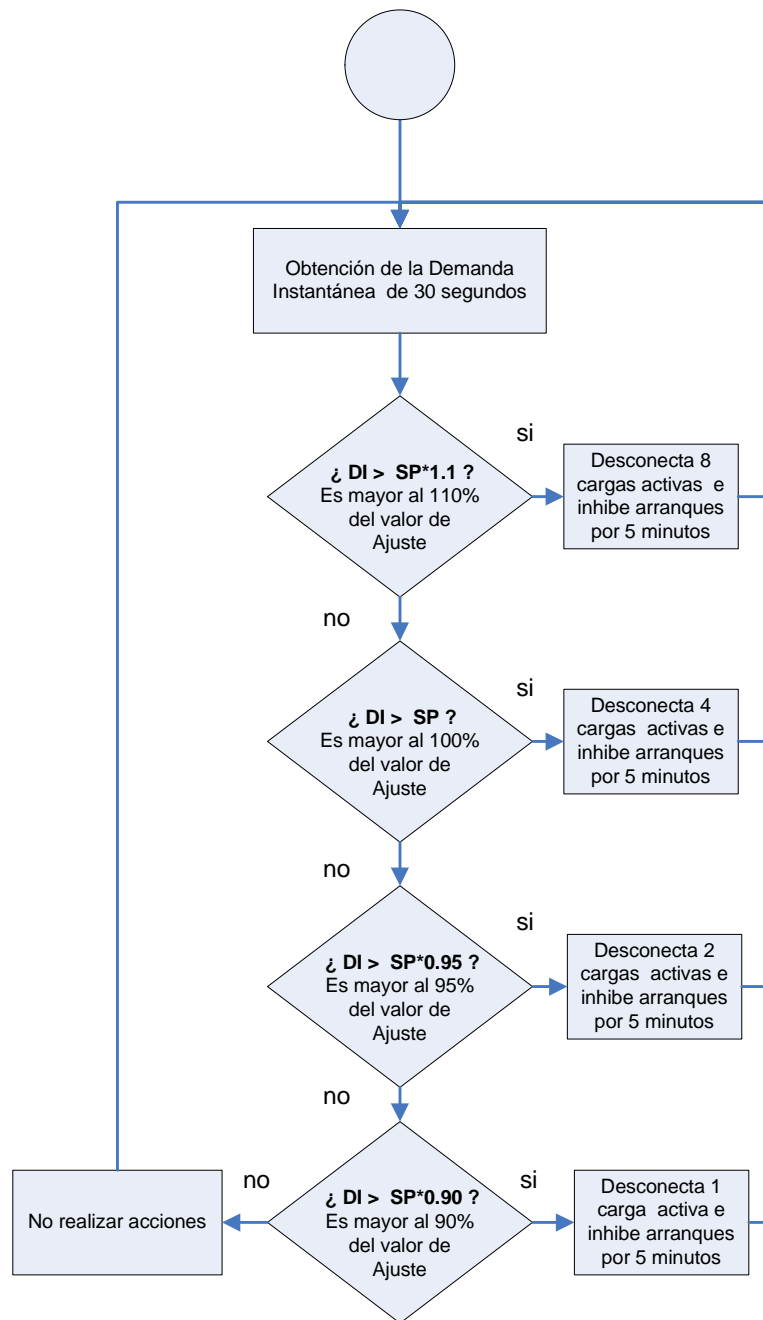 Obtención de la Demanda
Instantánea de 30 segundos
si
¿ DI > SP*1.1 ?
Es mayor al 110%
del valor de
Ajuste
Desconecta 8
cargas activas e
inhibe arranques
por 5 minutos
no
si
¿ DI > SP ?
Es mayor al 100%
del valor de
Ajuste
Desconecta 4
cargas activas e
inhibe arranques
por 5 minutos
no
si
¿ DI > SP*0.95 ?
Es mayor al 95%
del valor de
Ajuste
Desconecta 2
cargas activas e
inhibe arranques
por 5 minutos
no
no
si
No realizar acciones
¿ DI > SP*0.90 ?
Es mayor al 90%
del valor de
Ajuste
Desconecta 1
carga activa e
inhibe arranques
por 5 minutos